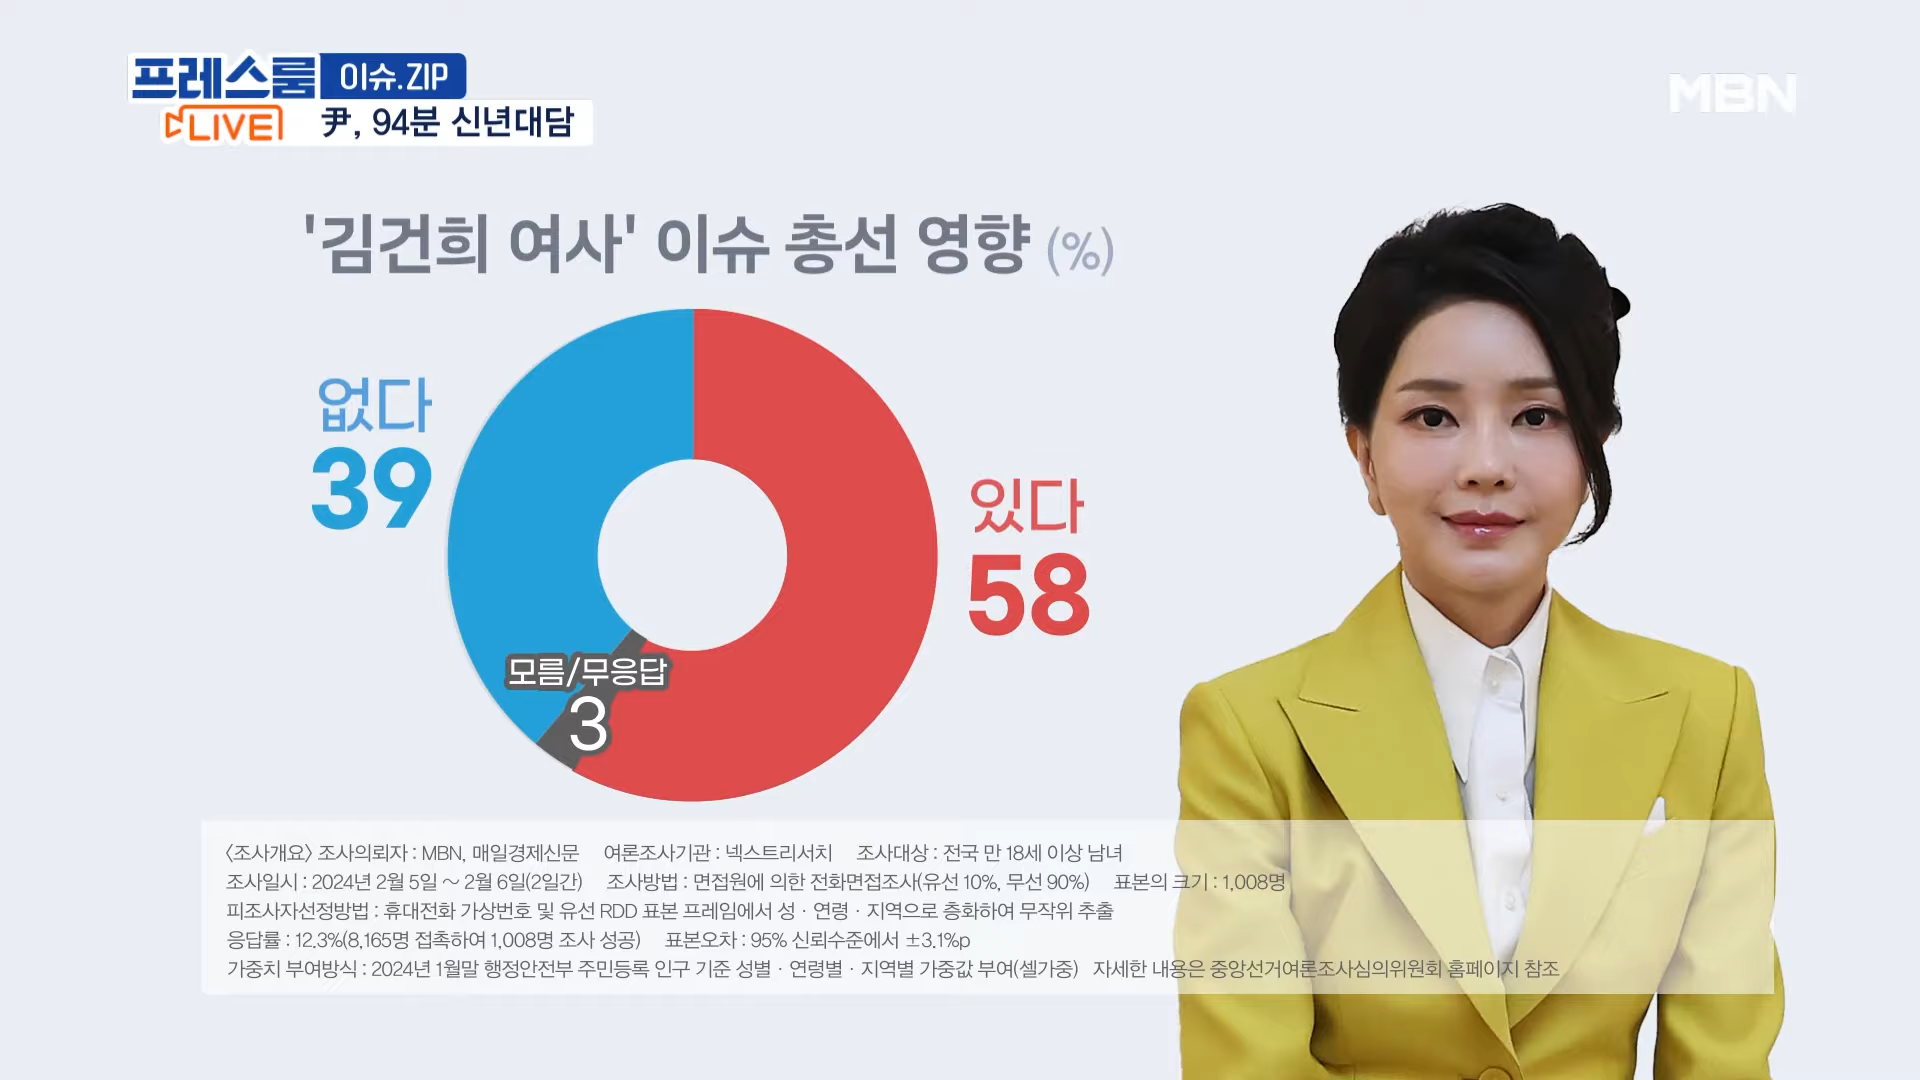 프레스룸 이슈.ZIP
LIVE 尹, 94분 신년대담
MBN
'김건희 여사' 이슈 총선 영향 (%)
없다
39
있다
58
모름/무응답
3
〈조사개요〉 조사의뢰자 : MBN, 매일경제신문 여론조사기관 : 넥스트리서치 조사대상 : 전국 만 18세 이상 남녀
조사일시 : 2024년 2월 5일 ~ 2월 6일(2일간) 조사방법 : 면접원에 의한 전화면접조사(유선 10%, 무선 90%) 표본의 크기 : 1,008명
피조사자선정방법 : 휴대전화 가상번호 및 유선 RDD 표본 프레임에서 성 · 연령 · 지역으로 층화하여 무작위 추출
응답률 : 12.3%(8,165명 접촉하여 1,008명 조사 성공) 표본오차 : 95% 신뢰수준에서 ±3.1%p
가중치 부여방식 : 2024년 1월말 행정안전부 주민등록 인구 기준 성별 · 연령별 · 지역별 가중값 부여(셀가중) 자세한 내용은 중앙선거여론조사심의위원회 홈페이지 참조